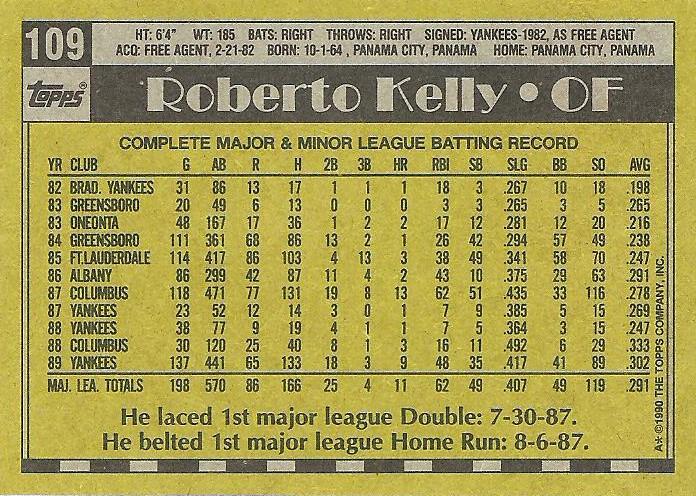 109
HT: 6'4" WT: 185 BATS: RIGHT THROWS: RIGHT SIGNED: YANKEES-1982, AS FREE AGENT
ACQ: FREE AGENT, 2-21-82 BORN: 10-1-64, PANAMA CITY, PANAMA HOME: PANAMA CITY, PANAMA
TOPPS®
Roberto Kelly • OF
COMPLETE MAJOR & MINOR LEAGUE BATTING RECORD
YR CLUB G AB R H 2B 3B HR RBI SB SLG BB SO AVG
82 BRAD. YANKEES 31 86 13 17 1 1 1 18 3 .267 10 18 .198
83 GREENSBORO 20 49 6 13 0 0 0 3 3 .265 3 5 .265
83 ONEONTA 48 167 17 36 1 2 2 17 12 .281 12 20 .216
84 GREENSBORO 111 361 68 86 13 2 1 26 42 .294 57 49 .238
85 FT.LAUDERDALE 114 417 86 103 4 13 3 38 49 .341 58 70 .247
86 ALBANY 86 299 42 87 11 4 2 43 10 .375 29 63 .291
87 COLUMBUS 118 471 77 131 19 8 13 62 51 .435 33 116 .278
87 YANKEES 23 52 12 14 3 0 1 7 9 .385 5 15 .269
88 YANKEES 38 77 9 19 4 1 1 7 5 .364 3 15 .247
88 COLUMBUS 30 120 25 40 8 1 3 16 11 .492 6 29 .333
89 YANKEES 137 441 65 133 18 3 9 48 35 .417 41 89 .302
MAJ. LEA. TOTALS 198 570 86 166 25 4 11 62 49 .407 49 119 .291
He laced 1st major league Double: 7-30-87.
He belted 1st major league Home Run: 8-6-87.
A* ©1990 THE TOPPS COMPANY, INC.